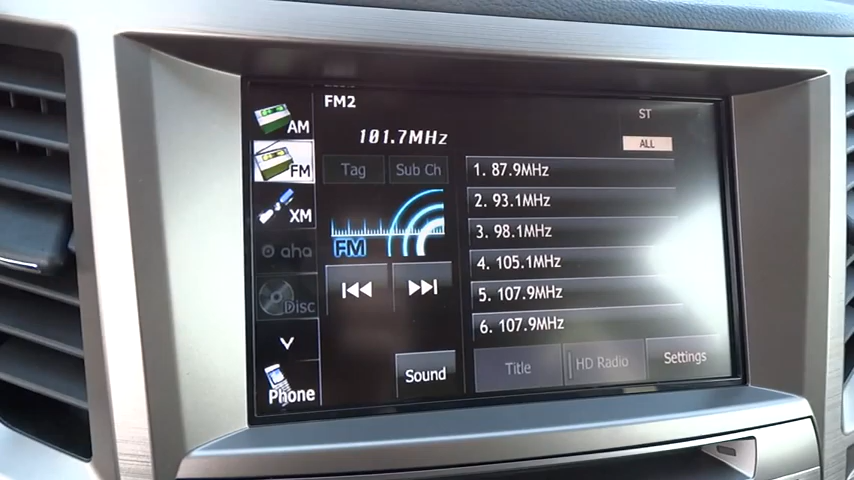 FM2
ST
101.7MHz
ALL
AM
FM
XM
aha
Disc
Phone
Tag
Sub Ch
FM
Sound
1. 87.9MHz
2. 93.1MHz
3. 98.1MHz
4. 105.1MHz
5. 107.9MHz
6. 107.9MHz
Title
HD Radio
Settings